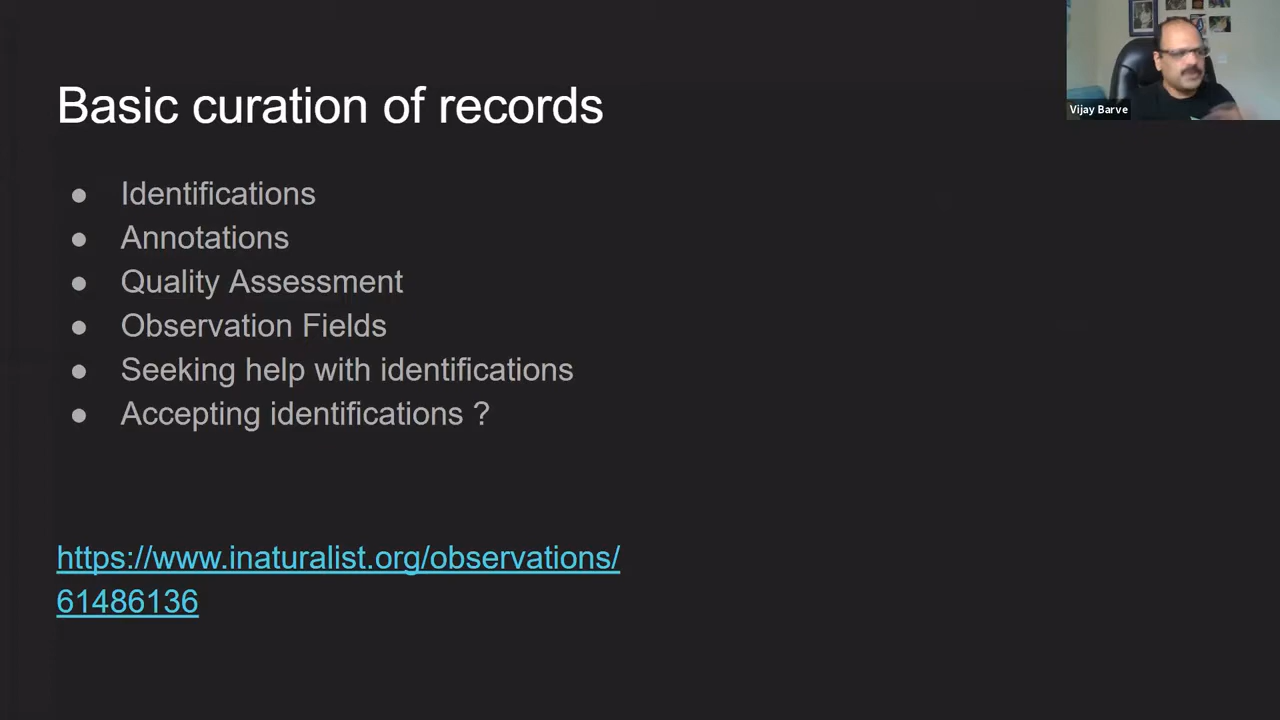 Basic curation of records
● Identifications
● Annotations
● Quality Assessment
● Observation Fields
● Seeking help with identifications
● Accepting identifications ?
https://www.inaturalist.org/observations/
61486136
Vijay Barve